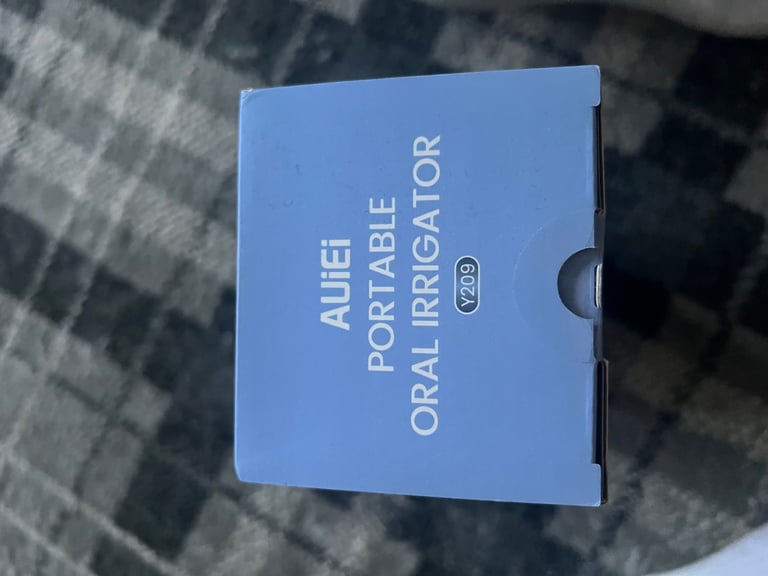 AUiEi
PORTABLE
ORAL IRRIGATOR
Y209